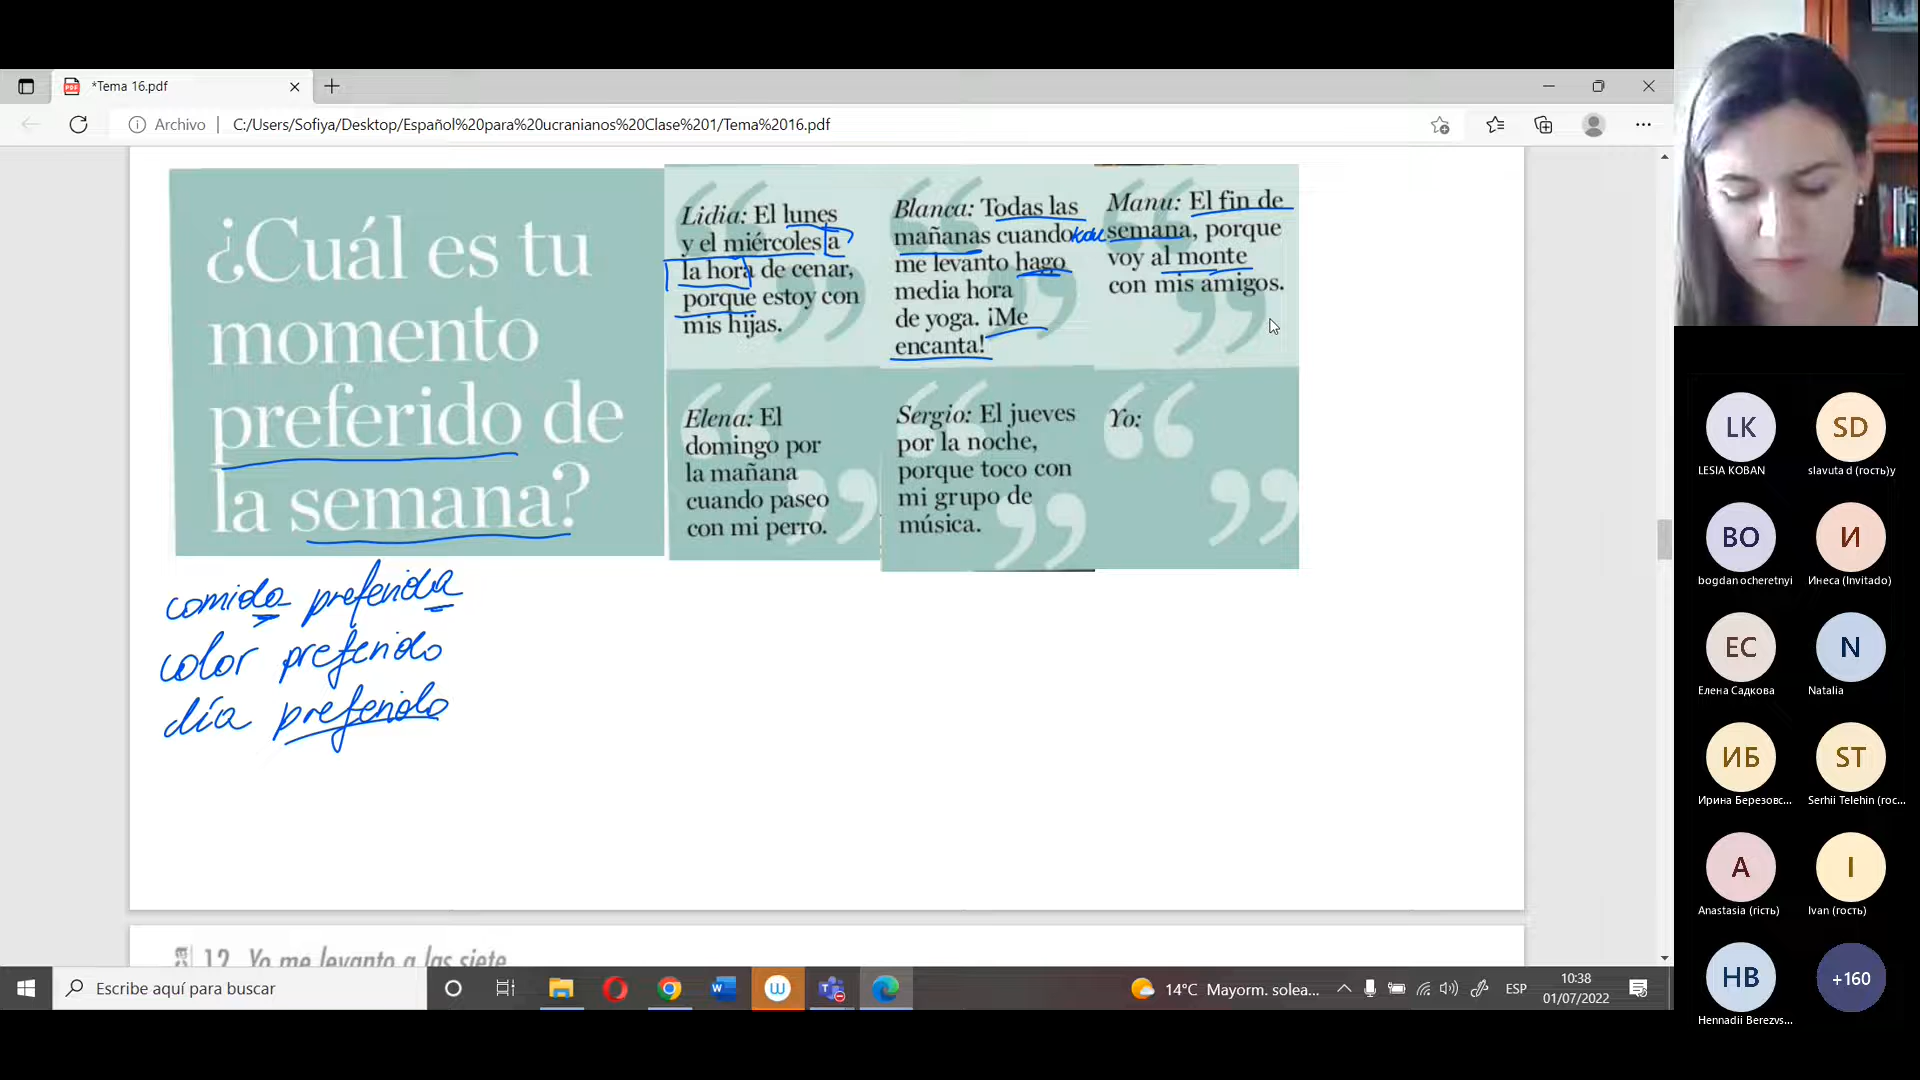 *Tema 16.pdf
Archivo
C:/Users/Sofiya/Desktop/Español%20para%20ucranianos%20Clase%201/Tema%2016.pdf
¿Cuál es tu
momento
preferido de
la semana?
Lidia: El lunes
y el miércoles a
la hora de cenar,
porque estoy con
mis hijas.
Blanca: Todas las
mañanas cuando
me levanto hago
media hora
de yoga. ¡Me
encanta!
Manu: El fin de
semana, porque
voy al monte
con mis amigos.
Elena: El
domingo por
la mañana
cuando paseo
con mi perro.
Sergio: El jueves
por la noche,
porque toco con
mi grupo de
música.
Yo:
comida preferida
color preferido
día preferido
12 Yo me levanto a las siete
LK
LESIA KOBAN
SD
slavuta d (гость)y
BO
bogdan ocheretnyi
И
Инеса (Invitado)
EC
Елена Садкова
N
Natalia
ИБ
Ирина Березовс...
ST
Serhii Telehin (гос...
A
Anastasia (гість)
I
Ivan (гость)
HB
Hennadii Berezvs...
+160
Escribe aquí para buscar
14°C Mayorm. solea...
ESP
10:38
01/07/2022